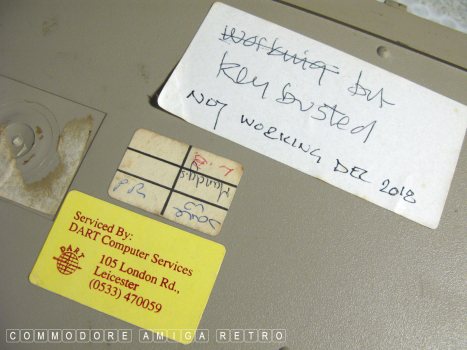 working but
key busted
NOT WORKING DEC 2018
Serviced By:
DART Computer Services
DART
105 London Rd.,
Leicester
(0533) 470059
COMMODORE AMIGA RETRO